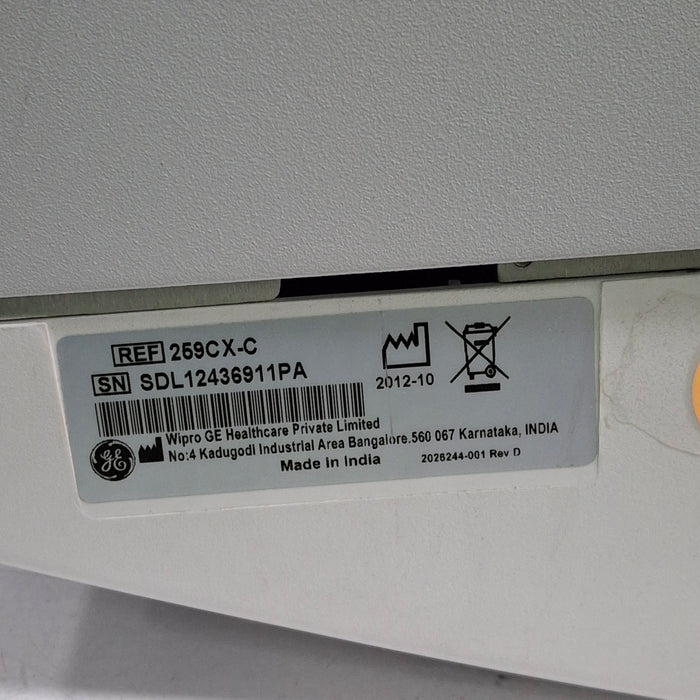 REF 259CX-C
SN SDL12436911PA
2012-10
Wipro GE Healthcare Private Limited
No:4 Kadugodi Industrial Area Bangalore.560 067 Karnataka, INDIA
Made in India
2026244-001 Rev D
GE